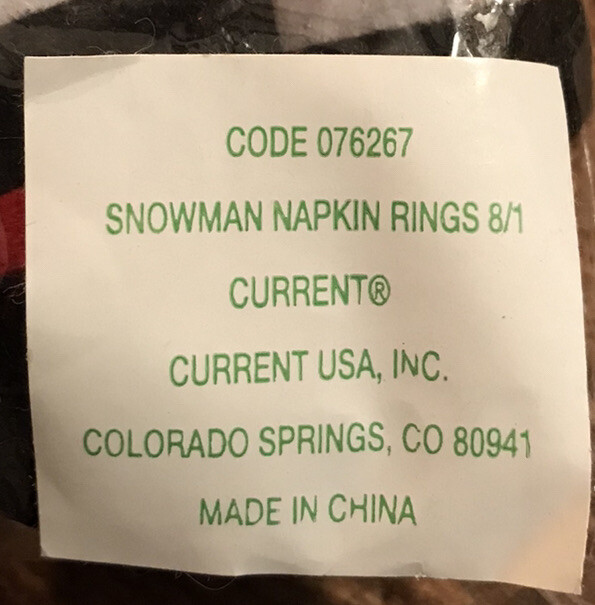 CODE 076267
SNOWMAN NAPKIN RINGS 8/1
CURRENT®
CURRENT USA, INC.
COLORADO SPRINGS, CO 80941
MADE IN CHINA